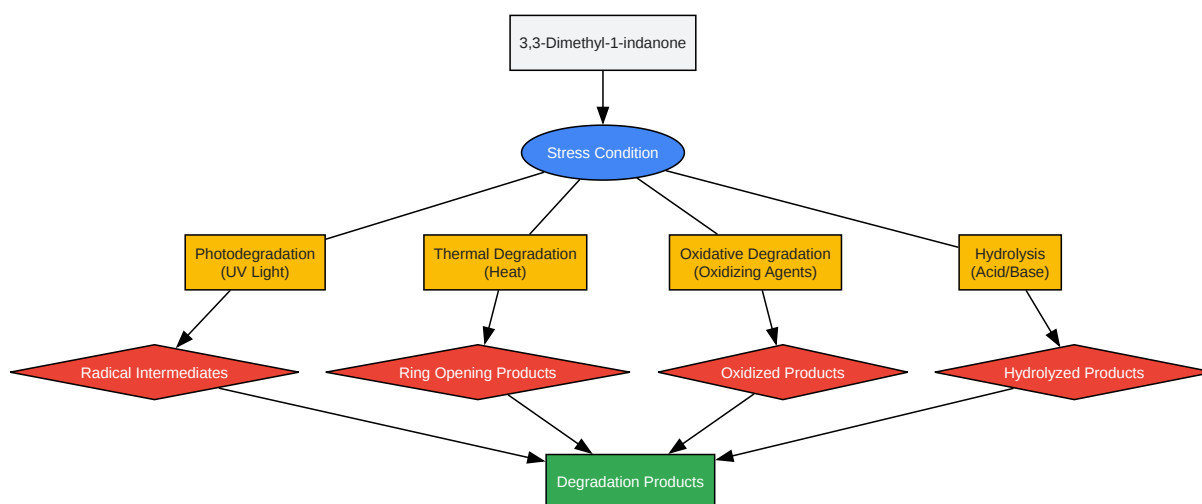 3,3-Dimethyl-1-indanone
Stress Condition
Photodegradation
(UV Light)
Thermal Degradation
(Heat)
Oxidative Degradation
(Oxidizing Agents)
Hydrolysis
(Acid/Base)
Radical Intermediates
Ring Opening Products
Oxidized Products
Hydrolyzed Products
Degradation Products